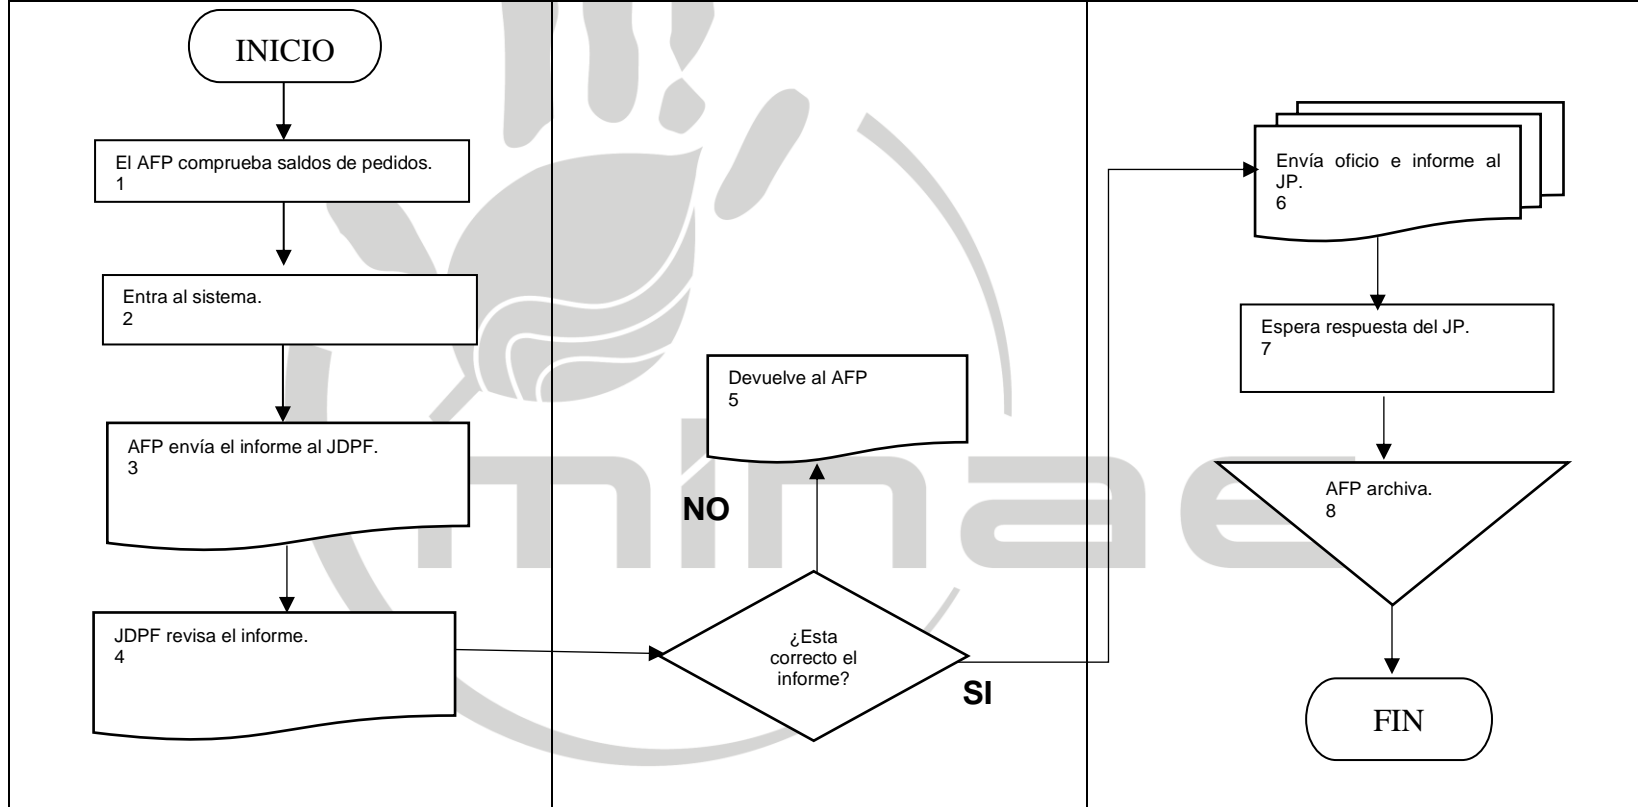 INICIO
El AFP comprueba saldos de pedidos.
1
Entra al sistema.
2
AFP envía el informe al JDPF.
3
JDPF revisa el informe.
4
Devuelve al AFP
5
NO
¿Esta
correcto el
informe?
SI
Envía oficio e informe al
JP.
6
Espera respuesta del JP.
7
AFP archiva.
8
FIN
minae